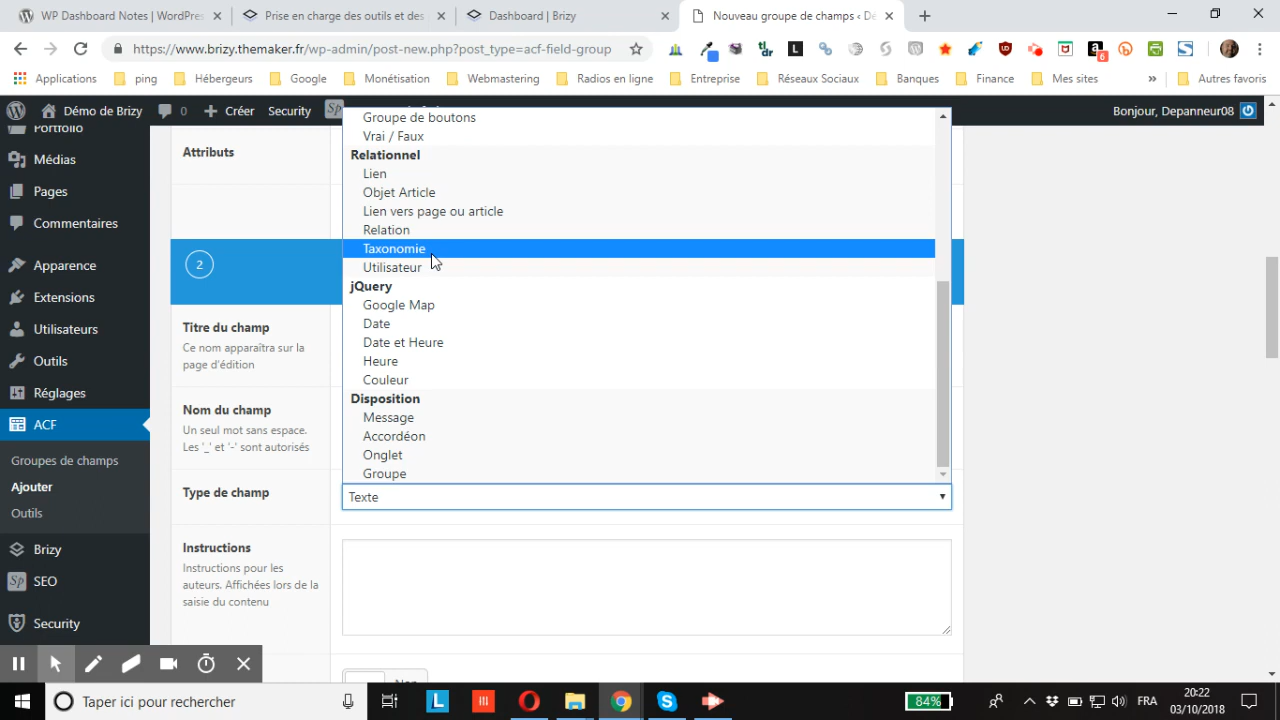 WP Dashboard Notes | WordPres
Prise en charge des outils et des
Dashboard | Brizy
Nouveau groupe de champs ‹ Dé
https://www.brizy.themaker.fr/wp-admin/post-new.php?post_type=acf-field-group
Applications
ping
Hébergeurs
Google
Monétisation
Webmastering
Radios en ligne
Entreprise
Réseaux Sociaux
Banques
Finance
Mes sites
»
Autres favoris
Démo de Brizy
0
Créer
Security
Bonjour, Depanneur08
Portfolio
Médias
Pages
Commentaires
Apparence
Extensions
Utilisateurs
Outils
Réglages
ACF
Groupes de champs
Ajouter
Outils
Brizy
SEO
Security
Attributs
2
Titre du champ
Ce nom apparaîtra sur la
page d'édition
Nom du champ
Un seul mot sans espace.
Les '_' et '-' sont autorisés
Type de champ
Instructions
Instructions pour les
auteurs. Affichées lors de la
saisie du contenu
Groupe de boutons
Vrai / Faux
Relationnel
Lien
Objet Article
Lien vers page ou article
Relation
Taxonomie
Utilisateur
jQuery
Google Map
Date
Date et Heure
Heure
Couleur
Disposition
Message
Accordéon
Onglet
Groupe
Texte
Non
Taper ici pour rechercher
84%
FRA
20:22
03/10/2018